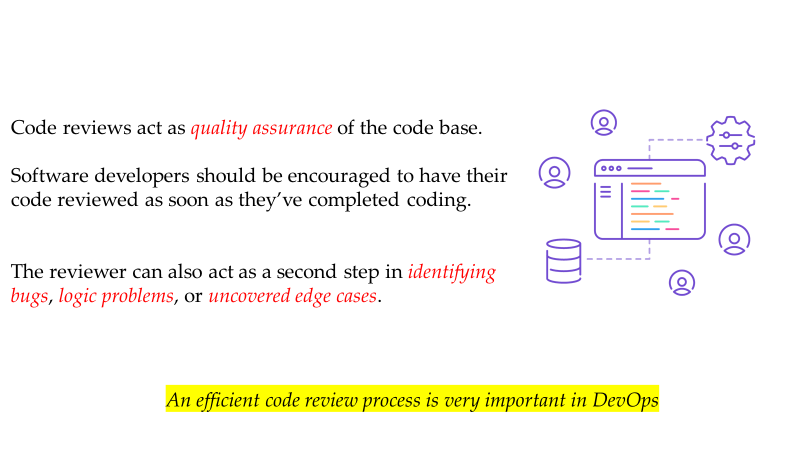 Code reviews act as quality assurance of the code base.
Software developers should be encouraged to have their
code reviewed as soon as they’ve completed coding.
The reviewer can also act as a second step in identifying
bugs, logic problems, or uncovered edge cases.
An efficient code review process is very important in DevOps